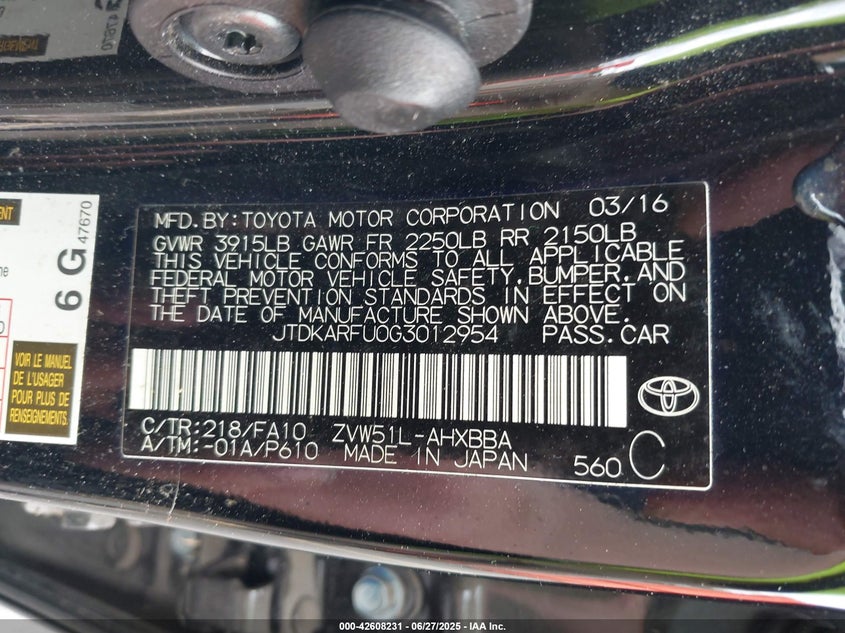 MFD.BY:TOYOTA MOTOR CORPORATION 03/16
GVWR 3915LB GAWR FR 2250LB RR 2150LB
THIS VEHICLE CONFORMS TO ALL APPLICABLE
FEDERAL MOTOR VEHICLE SAFETY,BUMPER,AND
THEFT PREVENTION STANDARDS IN EFFECT ON
THE DATE OF MANUFACTURE SHOWN ABOVE.
JTDKARFU0G3012954 PASS.CAR
C/TR:218/FA10 ZVW51L-AHXBBA
A/TM:-01A/P610 MADE IN JAPAN 560 C
6 G 47670
VOIR LE MANUEL
DE L'USAGER
POUR PLUS DE
RENSEIGNEMENTS.
000-42608231 - 06/27/2025 - IAA Inc.